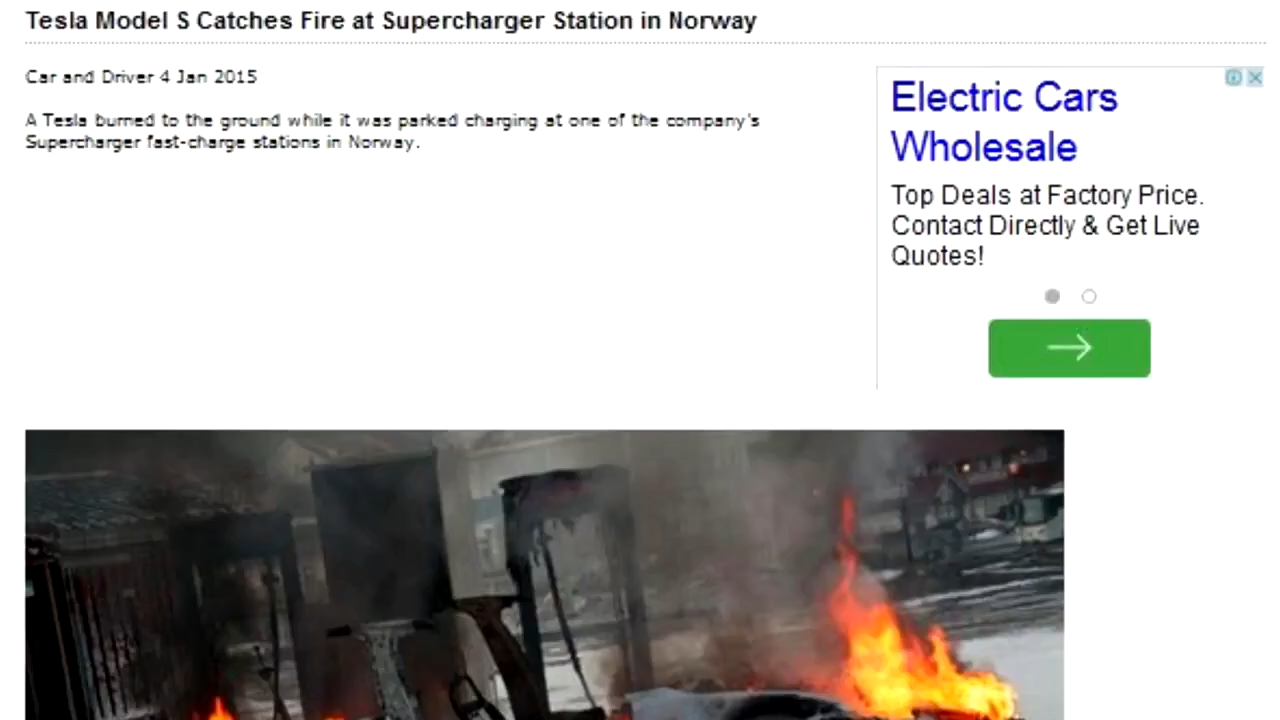 Tesla Model S Catches Fire at Supercharger Station in Norway
Car and Driver 4 Jan 2015
A Tesla burned to the ground while it was parked charging at one of the company's
Supercharger fast-charge stations in Norway.
Electric Cars
Wholesale
Top Deals at Factory Price.
Contact Directly & Get Live
Quotes!